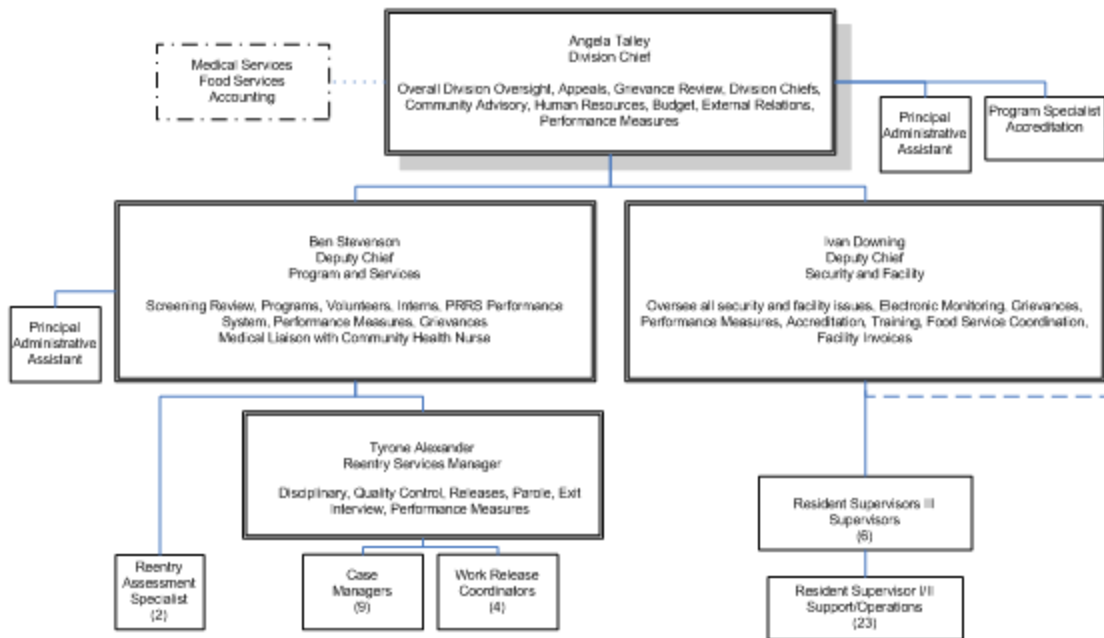 Angela Talley
Division Chief
Overall Division Oversight, Appeals, Grievance Review, Division Chiefs,
Community Advisory, Human Resources, Budget, External Relations,
Performance Measures
Medical Services
Food Services
Accounting
Principal
Administrative
Assistant
Program Specialist
Accreditation
Ben Stevenson
Deputy Chief
Program and Services
Screening Review, Programs, Volunteers, Interns, PRRS Performance
System, Performance Measures, Grievances
Medical Liaison with Community Health Nurse
Ivan Downing
Deputy Chief
Security and Facility
Oversee all security and facility issues, Electronic Monitoring, Grievances,
Performance Measures, Accreditation, Training, Food Service Coordination,
Facility Invoices
Principal
Administrative
Assistant
Tyrone Alexander
Reentry Services Manager
Disciplinary, Quality Control, Releases, Parole, Exit
Interview, Performance Measures
Resident Supervisors III
Supervisors
(6)
Reentry
Assessment
Specialist
(2)
Case
Managers
(9)
Work Release
Coordinators
(4)
Resident Supervisor I/II
Support/Operations
(23)